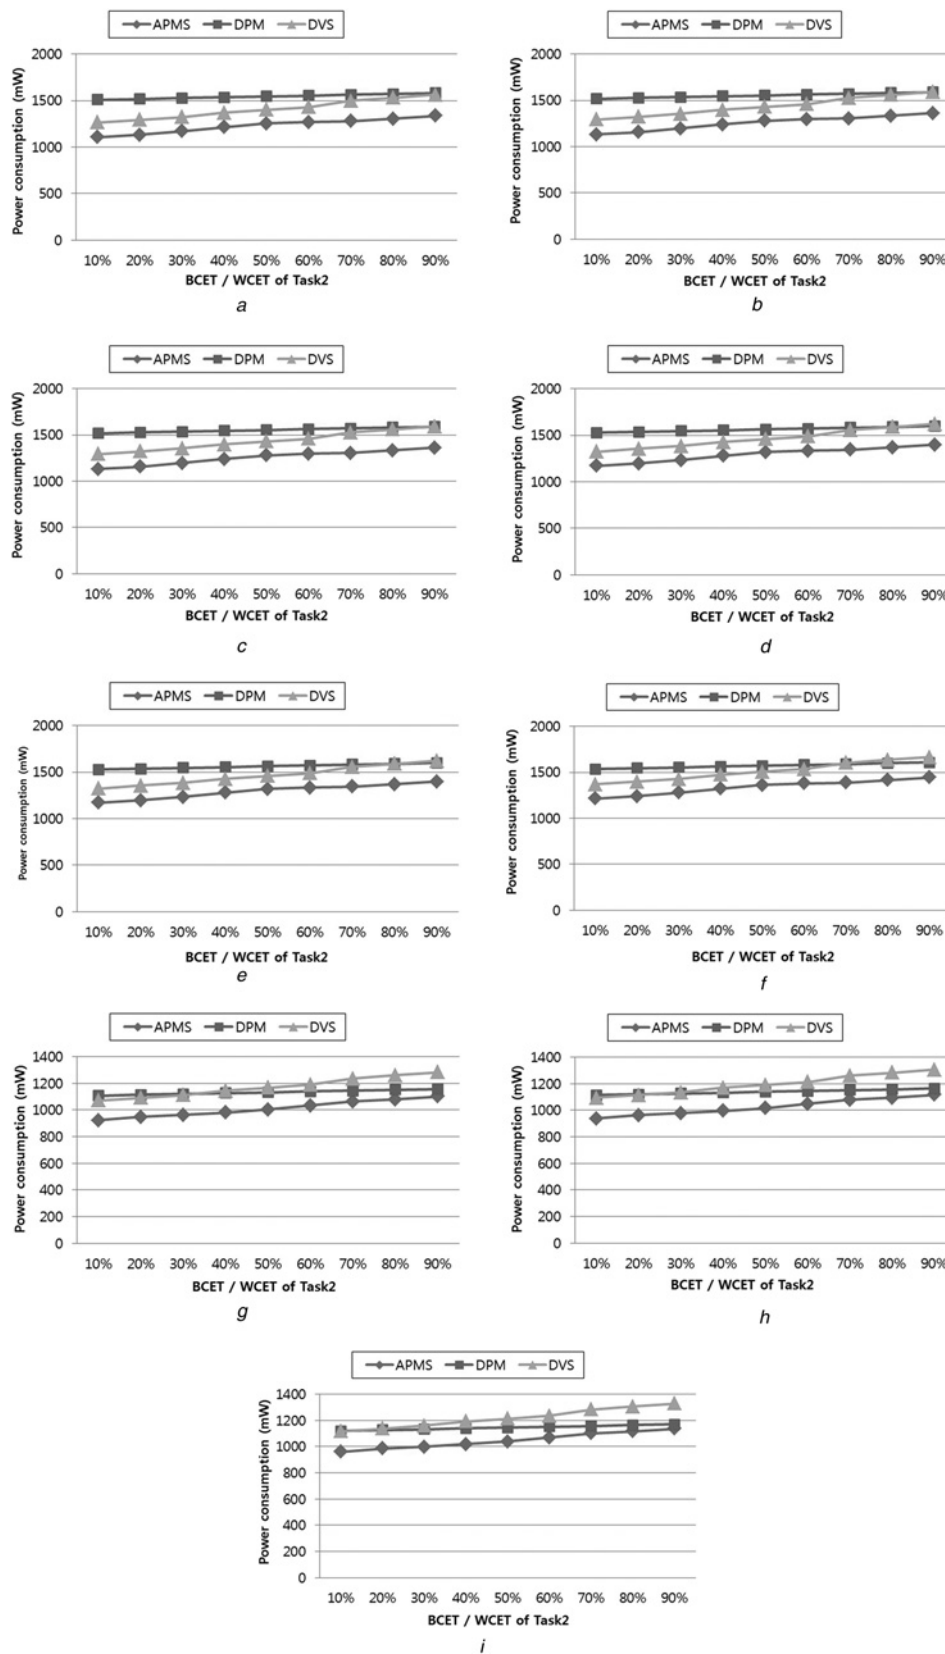 APMS DPM DVS
Power consumption (mW)
2000
1500
1000
500
0
10% 20% 30% 40% 50% 60% 70% 80% 90%
BCET / WCET of Task2
a
APMS DPM DVS
Power consumption (mW)
2000
1500
1000
500
0
10% 20% 30% 40% 50% 60% 70% 80% 90%
BCET / WCET of Task2
b
APMS DPM DVS
Power consumption (mW)
2000
1500
1000
500
0
10% 20% 30% 40% 50% 60% 70% 80% 90%
BCET / WCET of Task2
c
APMS DPM DVS
Power consumption (mW)
2000
1500
1000
500
0
10% 20% 30% 40% 50% 60% 70% 80% 90%
BCET / WCET of Task2
d
APMS DPM DVS
Power consumption (mW)
2000
1500
1000
500
0
10% 20% 30% 40% 50% 60% 70% 80% 90%
BCET / WCET of Task2
e
APMS DPM DVS
Power consumption (mW)
2000
1500
1000
500
0
10% 20% 30% 40% 50% 60% 70% 80% 90%
BCET / WCET of Task2
f
APMS DPM DVS
Power consumption (mW)
1400
1200
1000
800
600
400
200
0
10% 20% 30% 40% 50% 60% 70% 80% 90%
BCET / WCET of Task2
g
APMS DPM DVS
Power consumption (mW)
1400
1200
1000
800
600
400
200
0
10% 20% 30% 40% 50% 60% 70% 80% 90%
BCET / WCET of Task2
h
APMS DPM DVS
Power consumption (mW)
1400
1200
1000
800
600
400
200
0
10% 20% 30% 40% 50% 60% 70% 80% 90%
BCET / WCET of Task2
i